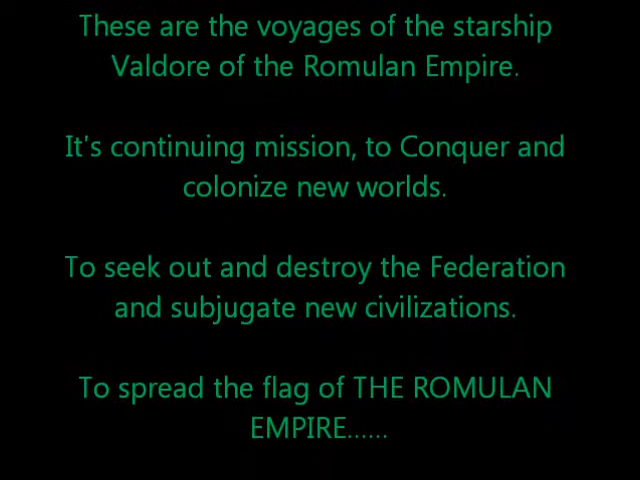 These are the voyages of the starship
Valdore of the Romulan Empire.
It's continuing mission, to Conquer and
colonize new worlds.
To seek out and destroy the Federation
and subjugate new civilizations.
To spread the flag of THE ROMULAN
EMPIRE......